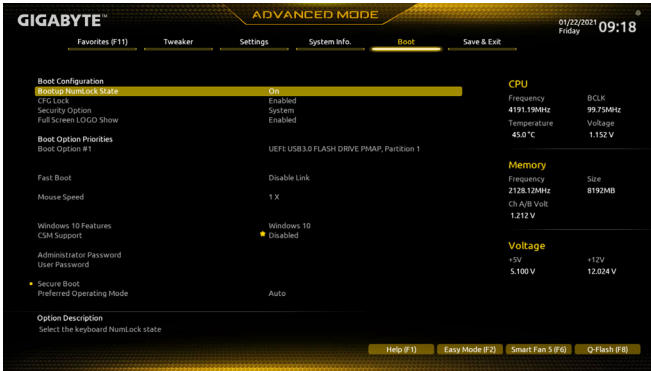 GIGABYTE™
ADVANCED MODE
01/22/2021 09:18
Friday
Favorites (F11) Tweaker Settings System Info. Boot Save & Exit
Boot Configuration
Bootup NumLock State On
CFG Lock Enabled
Security Option System
Full Screen LOGO Show Enabled
Boot Option Priorities
Boot Option #1 UEFI: USB3.0 FLASH DRIVE PMAP, Partition 1
Fast Boot Disable Link
Mouse Speed 1 X
Windows 10 Features Windows 10
CSM Support Disabled
Administrator Password
User Password
Secure Boot
Preferred Operating Mode Auto
Option Description
Select the keyboard NumLock state
CPU
Frequency BCLK
4191.19MHz 99.75MHz
Temperature Voltage
45.0°C 1.152 V
Memory
Frequency Size
2128.12MHz 8192MB
Ch A/B Volt
1.212 V
Voltage
+5V +12V
5.100 V 12.024 V
Help (F1) Easy Mode (F2) Smart Fan 5 (F6) Q-Flash (F8)